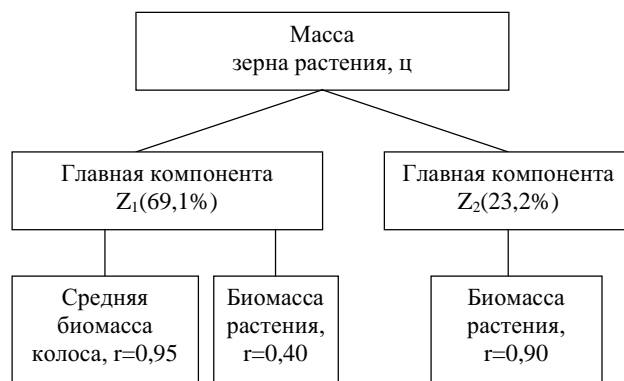 Масса
зерна растения, ц
Главная компонента
Z₁(69,1%)
Главная компонента
Z₂(23,2%)
Средняя
биомасса
колоса, r=0,95
Биомасса
растения,
r=0,40
Биомасса
растения,
r=0,90